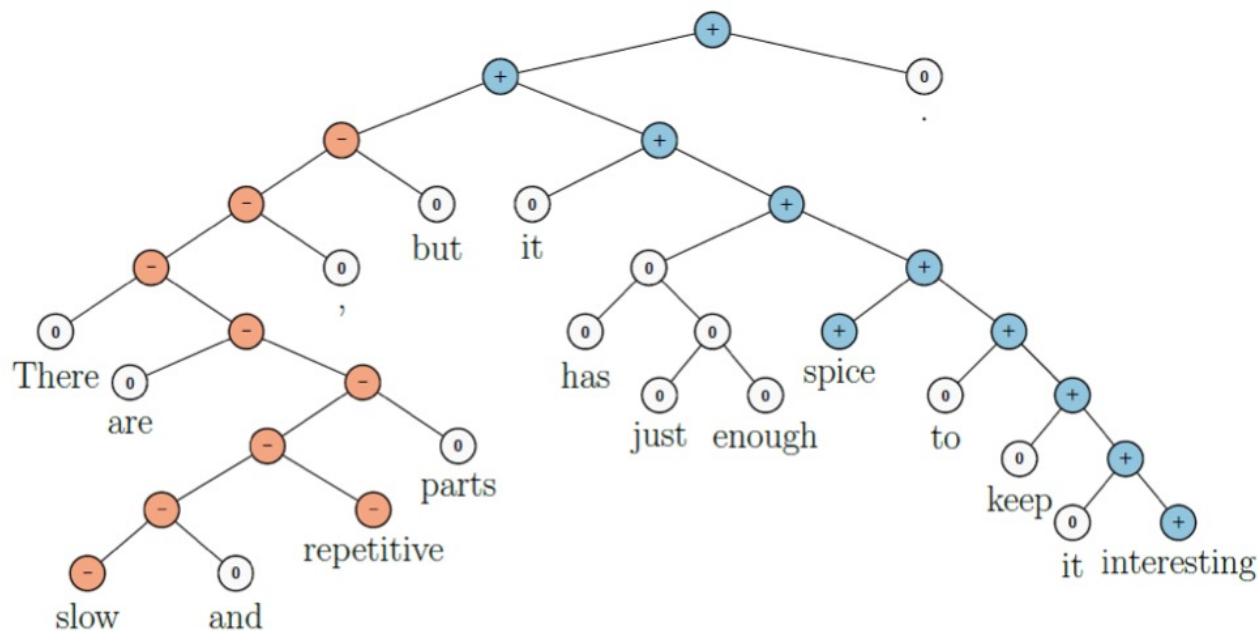 +
+ 0
.
- +
- 0 0 +
but it
- 0 0 +
,
0 - 0 0 +
There 0 - has just 0 0 enough spice 0 +
are - 0 to 0 +
parts keep
- - 0 +
repetitive it interesting
- 0
slow and